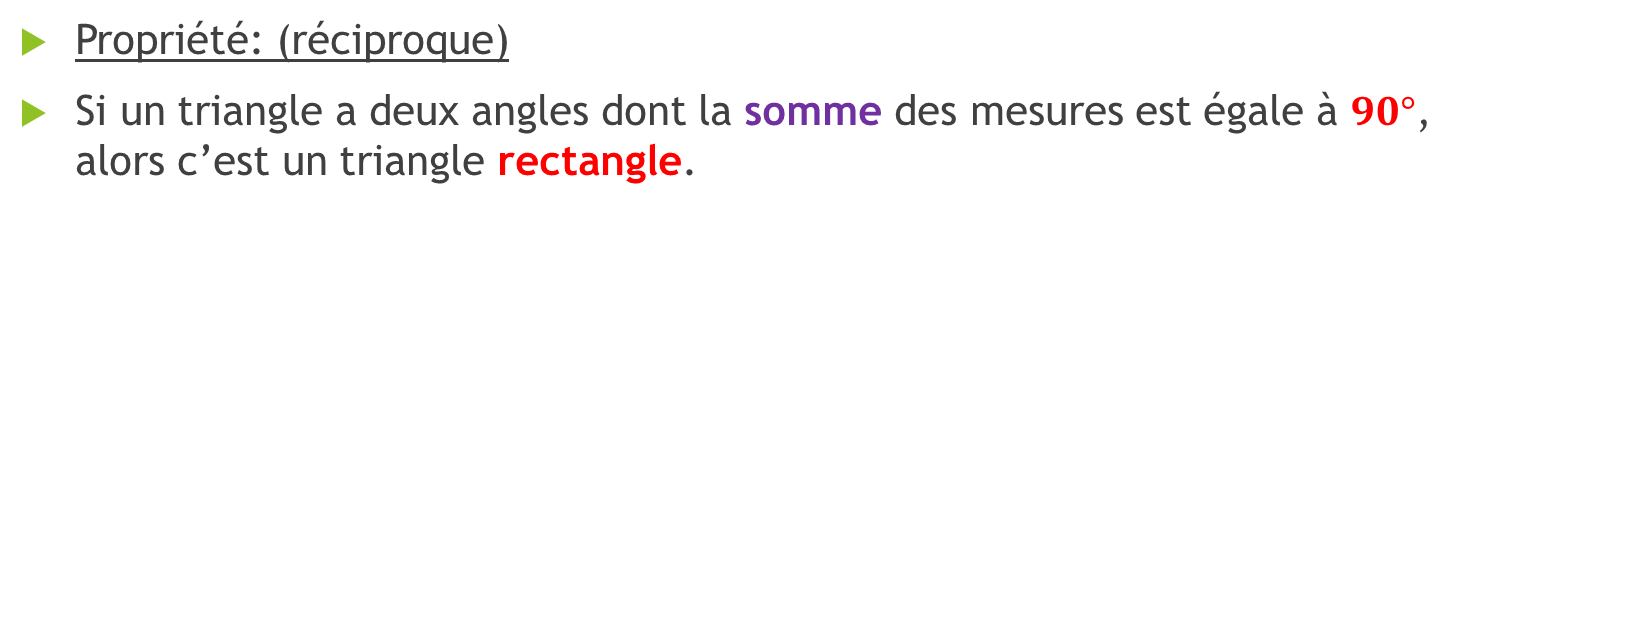 Propriété: (réciproque)
Si un triangle a deux angles dont la somme des mesures est égale à 90°,
alors c’est un triangle rectangle.